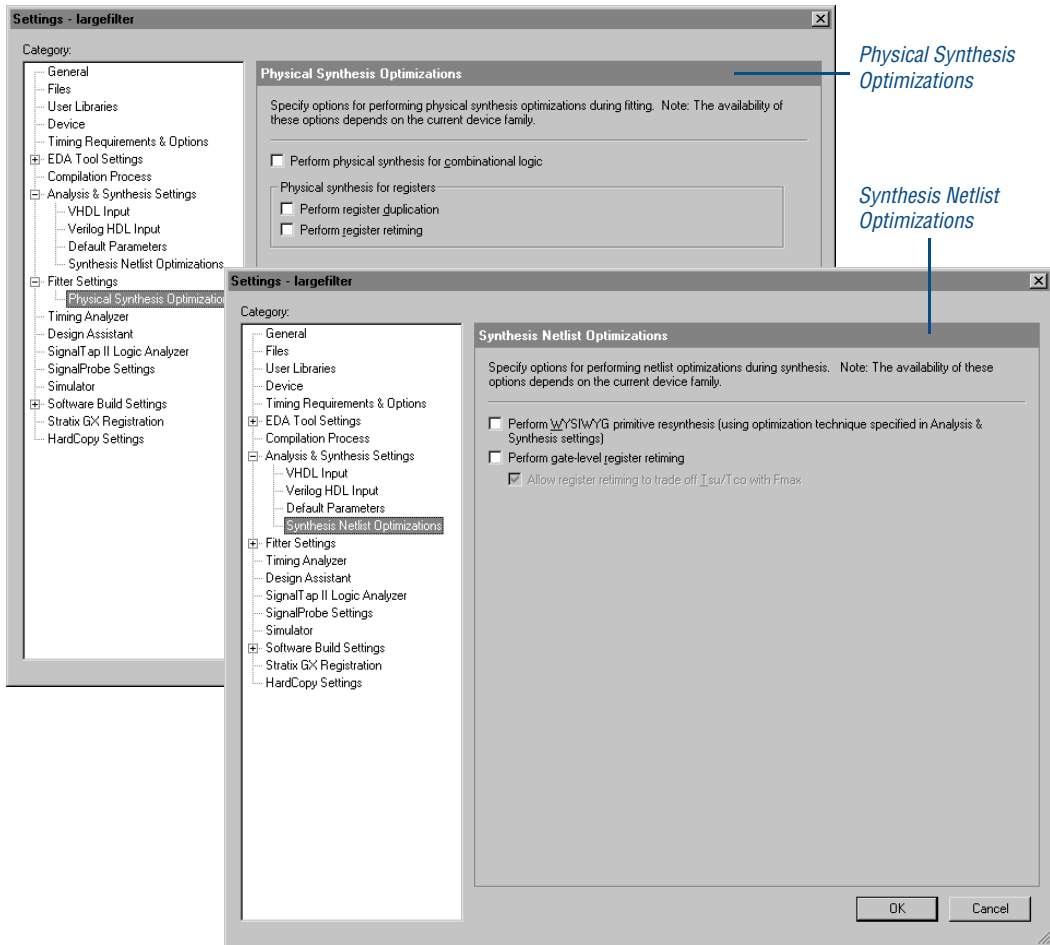 Settings - largefilter
Category:
General
Files
User Libraries
Device
Timing Requirements & Options
EDA Tool Settings
Compilation Process
Analysis & Synthesis Settings
VHDL Input
Verilog HDL Input
Default Parameters
Synthesis Netlist Optimizations
Fitter Settings
Physical Synthesis Optimization
Timing Analyzer
Design Assistant
SignalTap II Logic Analyzer
SignalProbe Settings
Simulator
Software Build Settings
Stratix GX Registration
HardCopy Settings
Physical Synthesis Optimizations
Specify options for performing physical synthesis optimizations during fitting. Note: The availability of
these options depends on the current device family.
Perform physical synthesis for combinational logic
Physical synthesis for registers
Perform register duplication
Perform register retiming
Physical Synthesis
Optimizations
Synthesis Netlist
Optimizations
Settings - largefilter
Category:
General
Files
User Libraries
Device
Timing Requirements & Options
EDA Tool Settings
Compilation Process
Analysis & Synthesis Settings
VHDL Input
Verilog HDL Input
Default Parameters
Synthesis Netlist Optimizations
Fitter Settings
Timing Analyzer
Design Assistant
SignalTap II Logic Analyzer
SignalProbe Settings
Simulator
Software Build Settings
Stratix GX Registration
HardCopy Settings
Synthesis Netlist Optimizations
Specify options for performing netlist optimizations during synthesis. Note: The availability of these
options depends on the current device family.
Perform WYSIWYG primitive resynthesis (using optimization technique specified in Analysis &
Synthesis settings)
Perform gate-level register retiming
Allow register retiming to trade off Tsu/Tco with Fmax
OK
Cancel